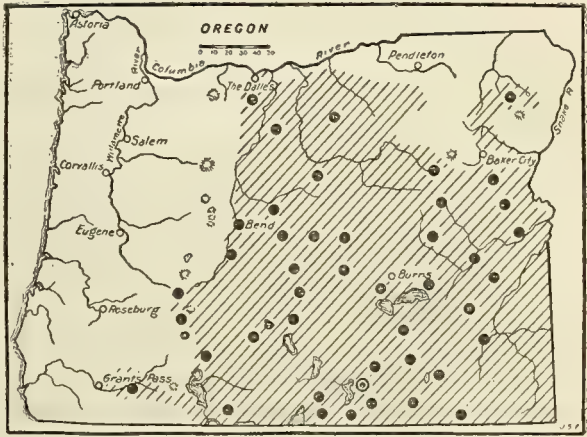 Astoria
OREGON
0 10 20 30 40 50
River
Columbia
River
Pendleton
Portland
The Dalles
Snake R
Willamette
Salem
Corvallis
Baker City
Eugene
Bend
Burns
Roseburg
Grants Pass